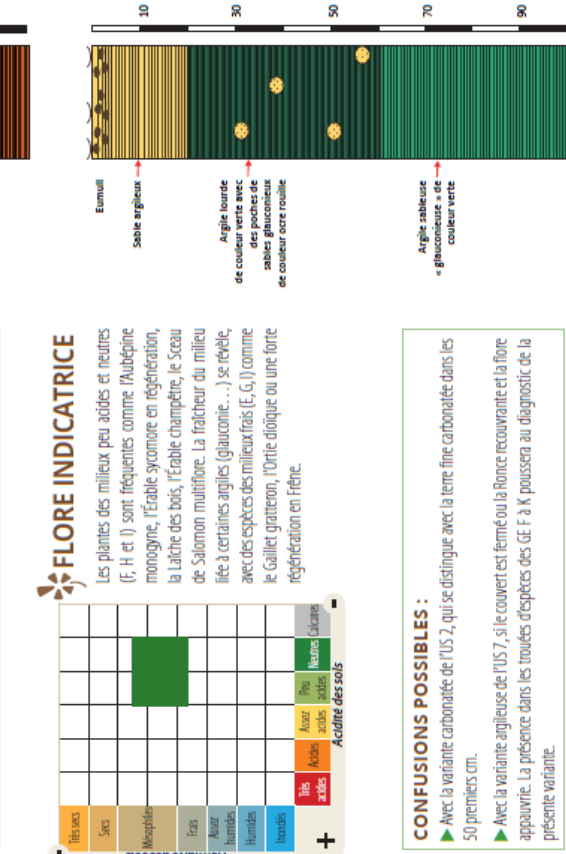 10
30
50
70
90
Eumull
Sable argileux
Argile lourde
de couleur verte avec
des poches de
sables glauconieux
de couleur ocre rouille
Argile sableuse
« glauconieuse » de
couleur verte
FLORE INDICATRICE
Les plantes des milieux peu acides et neutres
(F, H et I) sont fréquentes comme l'Aubépine
monogyne, l'Érable sycomore en régénération,
la Laîche des bois, l'Érable champêtre, le Sceau
de Salomon multiflore. La fraîcheur du milieu
liée à certaines argiles (glauconie…) se révèle,
avec des espèces des milieux frais (E, G, I) comme
le Gaillet gratteron, l'Ortie dioïque ou une forte
régénération en Frêne.
Très secs
Secs
Mésophiles
Frais
Assez
humides
Humides
Inondés
+
Très
acides
Acides
Assez
acides
Peu
acides
Neutres
Calcaires
-
Acidité des sols
CONFUSIONS POSSIBLES :
Avec la variante carbonatée de l'US 2, qui se distingue avec la terre fine carbonatée dans les
50 premiers cm.
Avec la variante argileuse de l'US 7, si le couvert est fermé ou la Ronce recouvrante et la flore
appauvrie. La présence dans les trouées d'espèces des GE F à K poussera au diagnostic de la
présente variante.